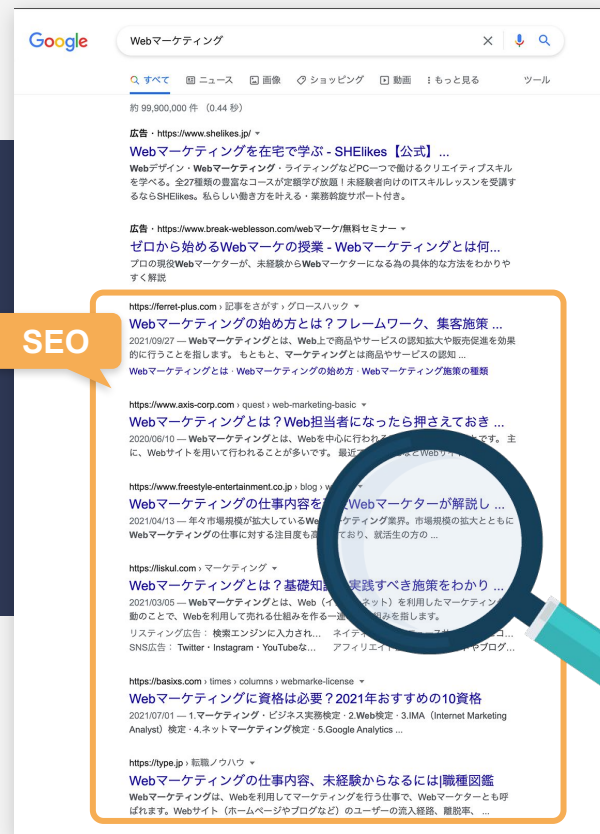 Google
Webマーケティング
すべて ニュース 画像 ショッピング 動画 もっと見る ツール
約 99,900,000 件 （0.44 秒）
広告・https://www.shelikes.jp/
Webマーケティングを在宅で学ぶ - SHElikes【公式】...
Webデザイン・Webマーケティング・ライティングなどPC一つで働けるクリエイティブスキル
を学べる。全27種類の豊富なコースが定額学び放題！未経験者向けのITスキルレッスンを受講す
るならSHElikes。私らしい働き方を叶える・業務斡旋サポート付き。
広告・https://www.break-weblesson.com/webマーケ/無料セミナー
ゼロから始めるWebマーケの授業 - Webマーケティングとは何...
プロの現役Webマーケターが、未経験からWebマーケターになる為の具体的な方法をわかりや
すく解説
SEO
https://ferret-plus.com › 記事をさがす › グロースハック
Webマーケティングの始め方とは？フレームワーク、集客施策 ...
2021/09/27 — Webマーケティングとは、Web上で商品やサービスの認知拡大や販売促進を効果
的に行うことを指します。 もともと、マーケティングとは商品やサービスの認知 ...
Webマーケティングとは · Webマーケティングの始め方 · Webマーケティング施策の種類
https://www.axis-corp.com › quest › web-marketing-basic
Webマーケティングとは？Web担当者になったら押さえておき ...
2020/06/10 — Webマーケティングとは、Webを中心に行われ です。 主
に、Webサイトを用いて行われることが多いです。 最近 などWebサイ
https://www.freestyle-entertainment.co.jp › blog
Webマーケティングの仕事内容を Webマーケターが解説し ...
2021/04/13 — 年々市場規模が拡大しているWe ケティング業界。市場規模の拡大とともに
Webマーケティングの仕事に対する注目度も高 ており、就活生の方の ...
https://liskul.com › マーケティング
Webマーケティングとは？基礎知 実践すべき施策をわかり ...
2021/03/05 — Webマーケティングとは、Web（イ ネット）を利用したマーケティン
動のことで、Webを利用して売れる仕組みを作る一連 組みを指します。
リスティング広告： 検索エンジンに入力され... ネイティ
SNS広告： Twitter・Instagram・YouTubeな... アフィリエイ やブログ...
https://basixs.com › times › columns › webmarke-license
Webマーケティングに資格は必要？2021年おすすめの10資格
2021/07/01 — 1.マーケティング・ビジネス実務検定・2.Web検定・3.IMA（Internet Marketing
Analyst）検定・4.ネットマーケティング検定・5.Google Analytics ...
https://type.jp › 転職ノウハウ
Webマーケティングの仕事内容、未経験からなるには|職種図鑑
Webマーケティングは、Webを利用してマーケティングを行う仕事で、Webマーケターとも呼
ばれます。Webサイト（ホームページやブログなど）のユーザーの流入経路、離脱率、 ...